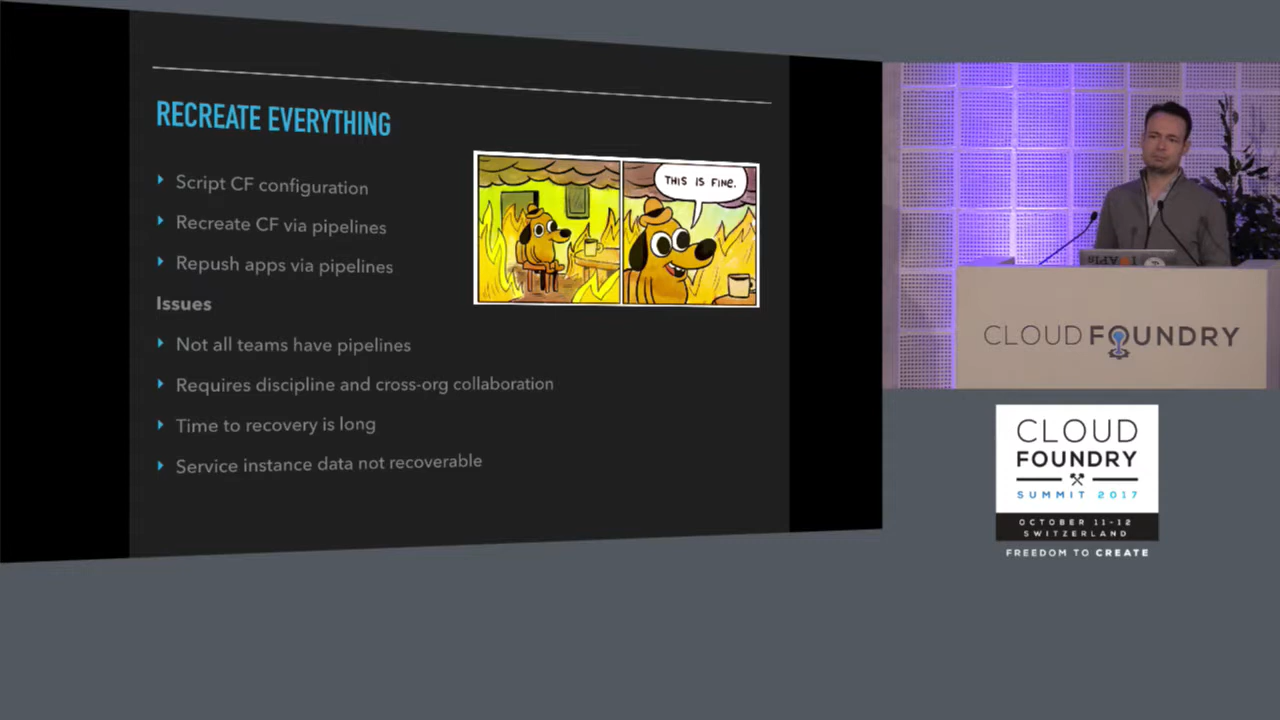 RECREATE EVERYTHING
Script CF configuration
Recreate CF via pipelines
Repush apps via pipelines
THIS IS FINE.
Issues
Not all teams have pipelines
Requires discipline and cross-org collaboration
Time to recovery is long
Service instance data not recoverable
I APIs
CLOUD FOUNDRY
CLOUD
FOUNDRY
SUMMIT 2017
OCTOBER 11-12
SWITZERLAND
FREEDOM TO CREATE